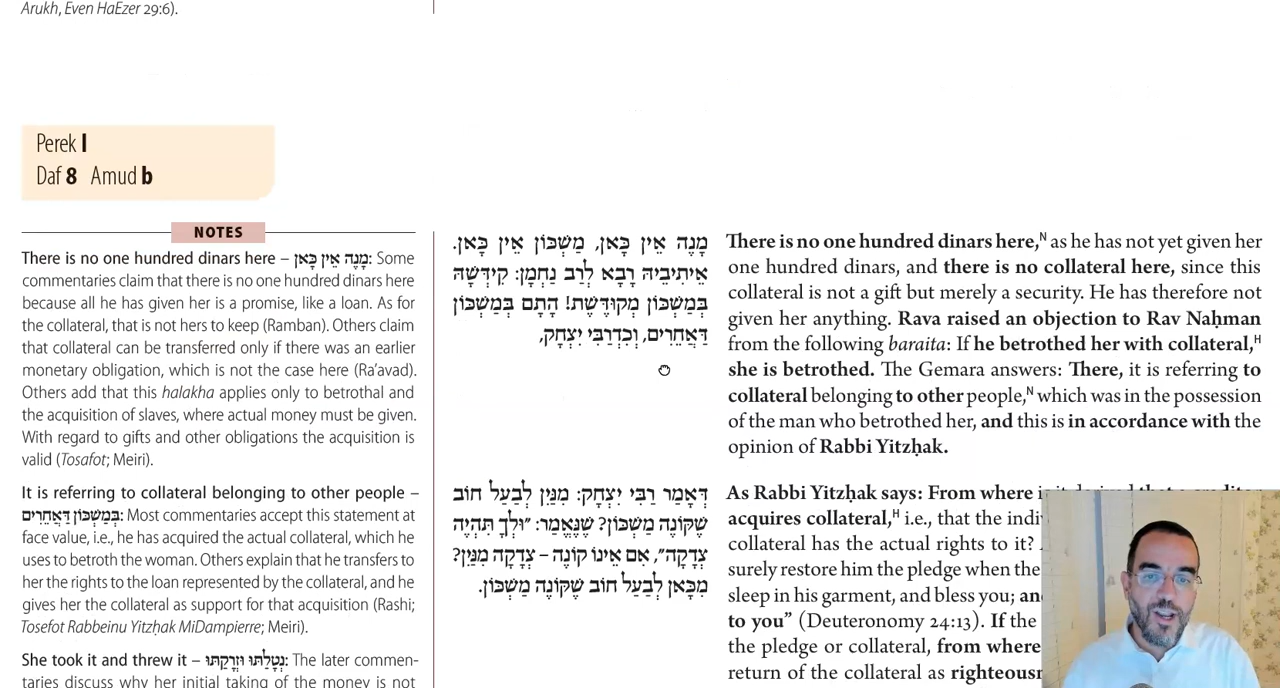 Arukh, Even HaEzer 29:6).
Perek I
Daf 8 Amud b
NOTES
There is no one hundred dinars here – מָנֶה אֵין כָּאן: Some
commentaries claim that there is no one hundred dinars here
because all he has given her is a promise, like a loan. As for
the collateral, that is not hers to keep (Ramban). Others claim
that collateral can be transferred only if there was an earlier
monetary obligation, which is not the case here (Ra'avad).
Others add that this halakha applies only to betrothal and
the acquisition of slaves, where actual money must be given.
With regard to gifts and other obligations the acquisition is
valid (Tosafot; Meiri).
It is referring to collateral belonging to other people –
בְּמַשְׁכּוֹן דַּאֲחֵרִים: Most commentaries accept this statement at
face value, i.e., he has acquired the actual collateral, which he
uses to betroth the woman. Others explain that he transfers to
her the rights to the loan represented by the collateral, and he
gives her the collateral as support for that acquisition (Rashi;
Tosefot Rabbeinu Yitzḥak MiDampierre; Meiri).
She took it and threw it – נְטָלַתּוּ וּזְרָקַתּוּ: The later commen-
taries discuss why her initial taking of the money is not
מָנֶה אֵין כָּאן, מַשְׁכּוֹן אֵין כָּאן.
אֵיתִיבֵיהּ רָבָא לְרַב נַחְמָן: קִידְּשָׁהּ
בְּמַשְׁכּוֹן מְקוּדֶּשֶׁת! הָתָם בְּמַשְׁכּוֹן
דַּאֲחֵרִים, וְכִדְרַבִּי יִצְחָק,
דְּאָמַר רַבִּי יִצְחָק: מִנַּיִן לְבַעַל חוֹב
שֶׁקּוֹנֶה מַשְׁכּוֹן? שֶׁנֶּאֱמַר: ״וּלְךָ תִּהְיֶה
צְדָקָה״, אִם אֵינוֹ קוֹנֶה – צְדָקָה מִנַּיִן?
מִכָּאן לְבַעַל חוֹב שֶׁקּוֹנֶה מַשְׁכּוֹן.
There is no one hundred dinars here,N as he has not yet given her
one hundred dinars, and there is no collateral here, since this
collateral is not a gift but merely a security. He has therefore not
given her anything. Rava raised an objection to Rav Naḥman
from the following baraita: If he betrothed her with collateral,H
she is betrothed. The Gemara answers: There, it is referring to
collateral belonging to other people,N which was in the possession
of the man who betrothed her, and this is in accordance with the
opinion of Rabbi Yitzḥak.
As Rabbi Yitzḥak says: From where
acquires collateral,H i.e., that the
collateral has the actual rights to it?
surely restore him the pledge when the
sleep in his garment, and bless you;
to you" (Deuteronomy 24:13). If the
the pledge or collateral, from where
return of the collateral as